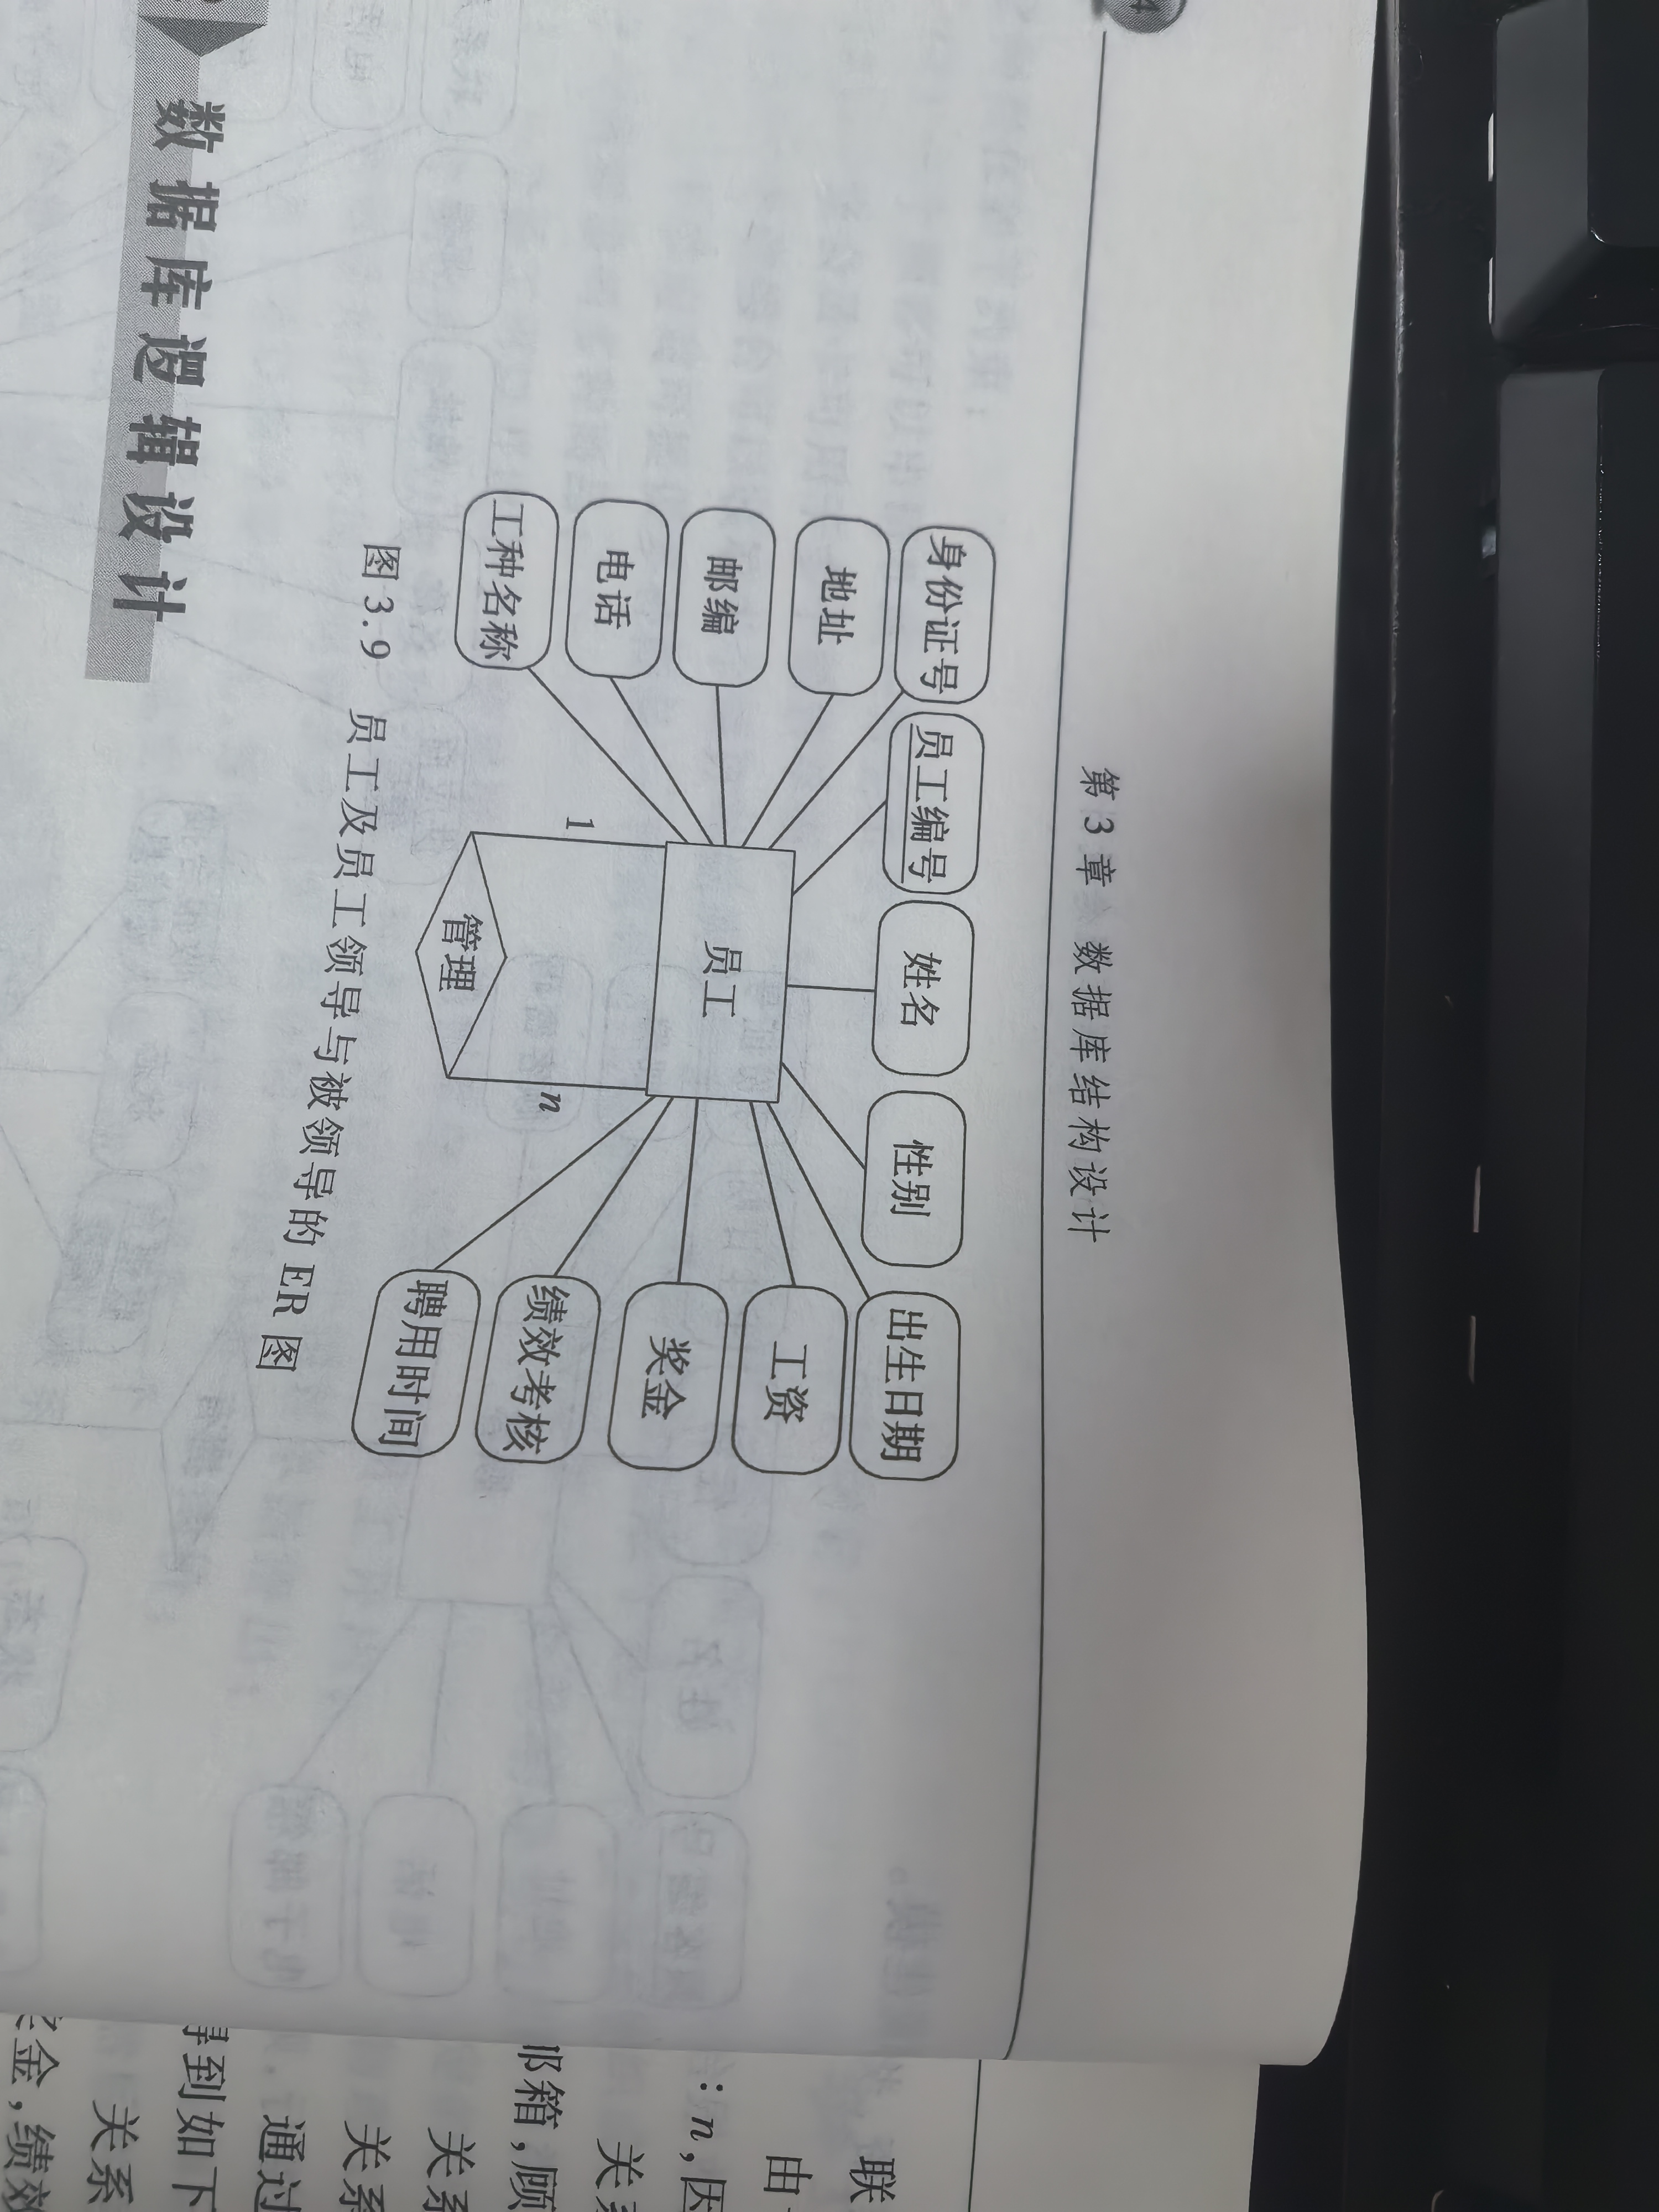 4
第3章 数据库结构设计
身份证号 员工编号 姓名 性别 出生日期
地址 工资
邮编 员工 奖金
电话 1 n 绩效考核
工种名称 管理 聘用时间
图3.9 员工及员工领导与被领导的ER图
数据库逻辑设计
联
由
:n,因
关系
邮箱,顾
关系
关系
通过
得到如下
关系
奖金,绩效